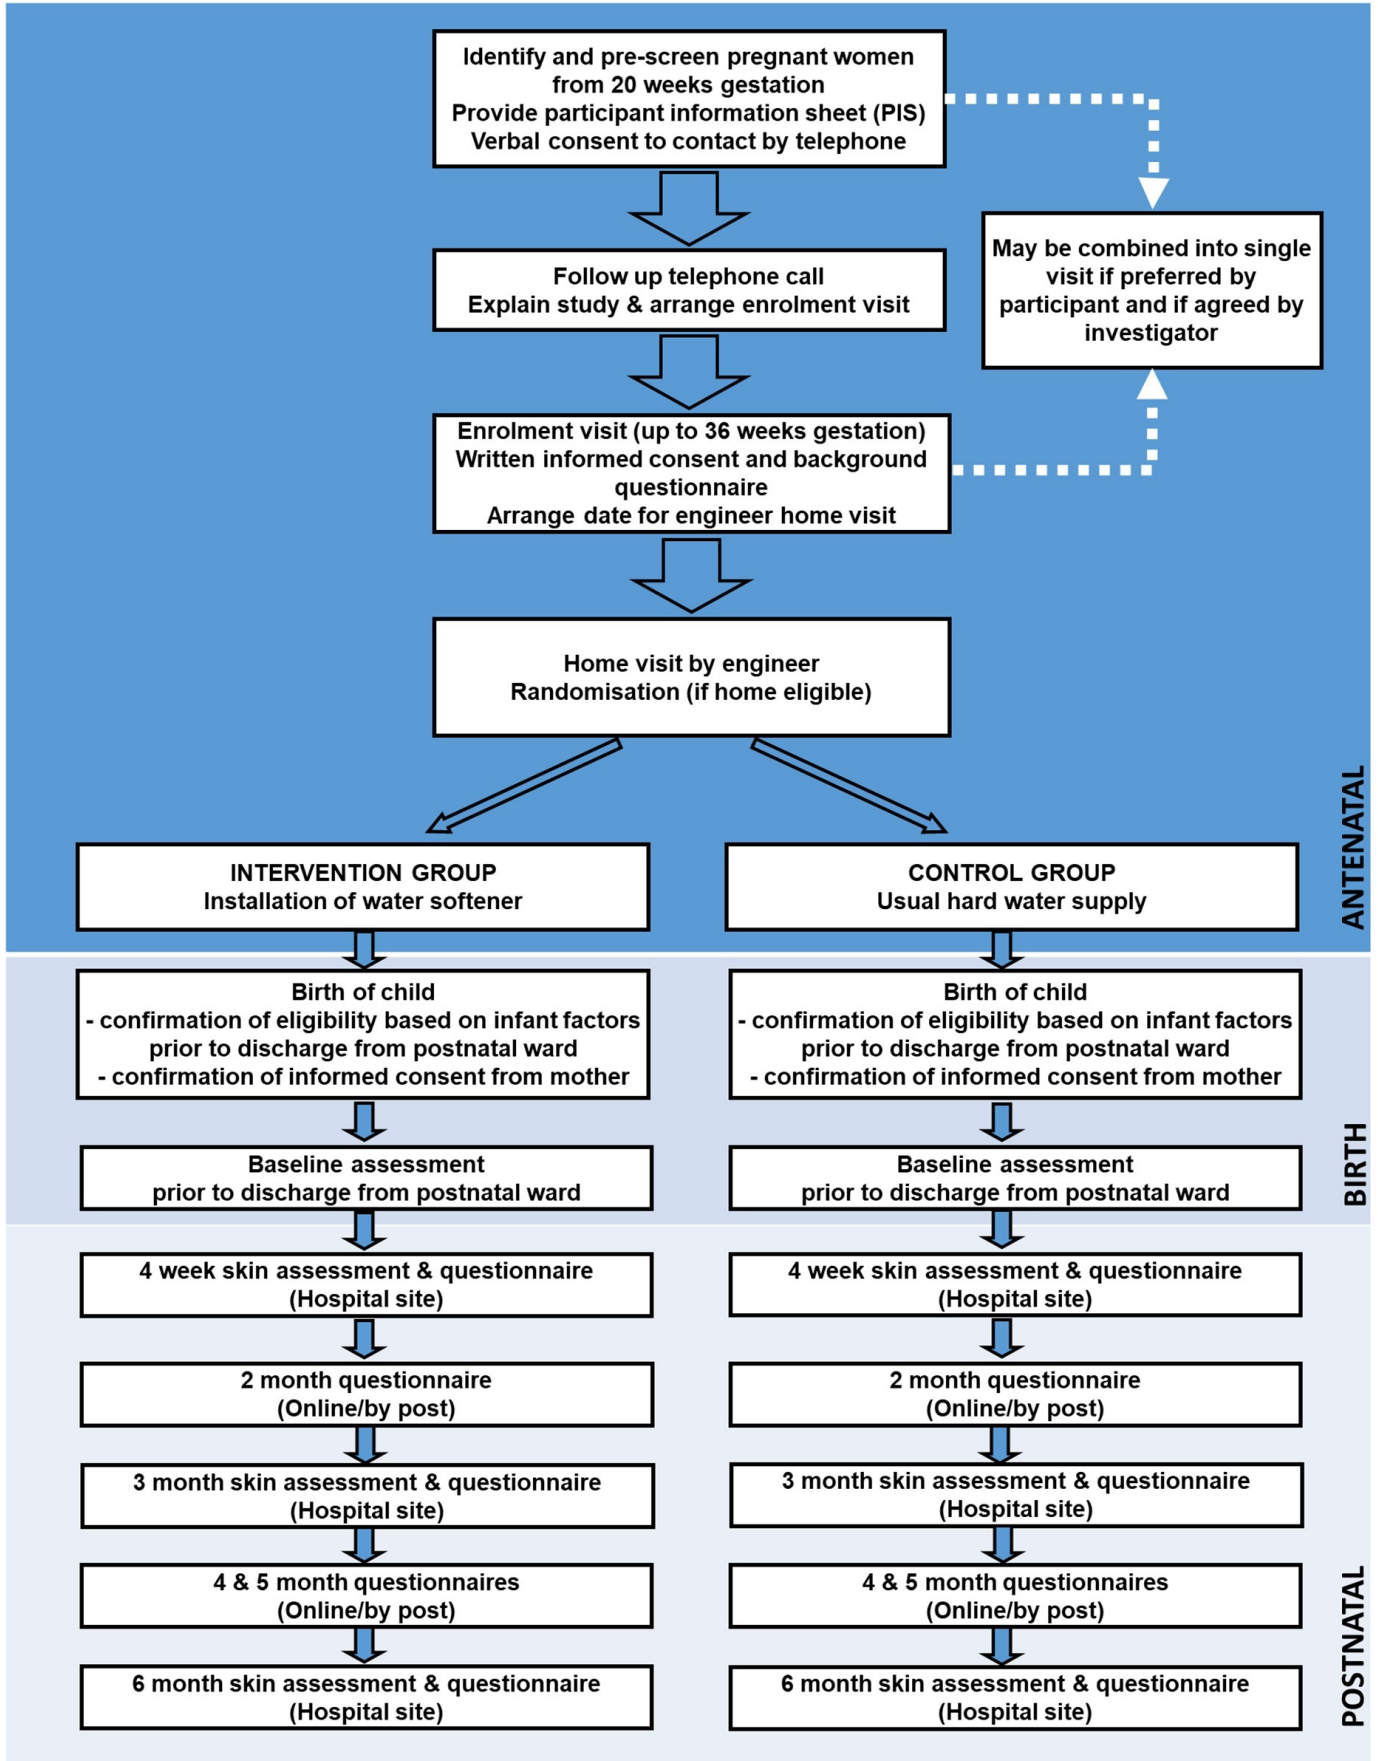 Identify and pre-screen pregnant women
from 20 weeks gestation
Provide participant information sheet (PIS)
Verbal consent to contact by telephone
May be combined into single
visit if preferred by
participant and if agreed by
investigator
Follow up telephone call
Explain study & arrange enrolment visit
Enrolment visit (up to 36 weeks gestation)
Written informed consent and background
questionnaire
Arrange date for engineer home visit
Home visit by engineer
Randomisation (if home eligible)
ANTENATAL
INTERVENTION GROUP
Installation of water softener
CONTROL GROUP
Usual hard water supply
Birth of child
- confirmation of eligibility based on infant factors
prior to discharge from postnatal ward
- confirmation of informed consent from mother
Birth of child
- confirmation of eligibility based on infant factors
prior to discharge from postnatal ward
- confirmation of informed consent from mother
BIRTH
Baseline assessment
prior to discharge from postnatal ward
Baseline assessment
prior to discharge from postnatal ward
4 week skin assessment & questionnaire
(Hospital site)
4 week skin assessment & questionnaire
(Hospital site)
2 month questionnaire
(Online/by post)
2 month questionnaire
(Online/by post)
3 month skin assessment & questionnaire
(Hospital site)
3 month skin assessment & questionnaire
(Hospital site)
4 & 5 month questionnaires
(Online/by post)
4 & 5 month questionnaires
(Online/by post)
POSTNATAL
6 month skin assessment & questionnaire
(Hospital site)
6 month skin assessment & questionnaire
(Hospital site)